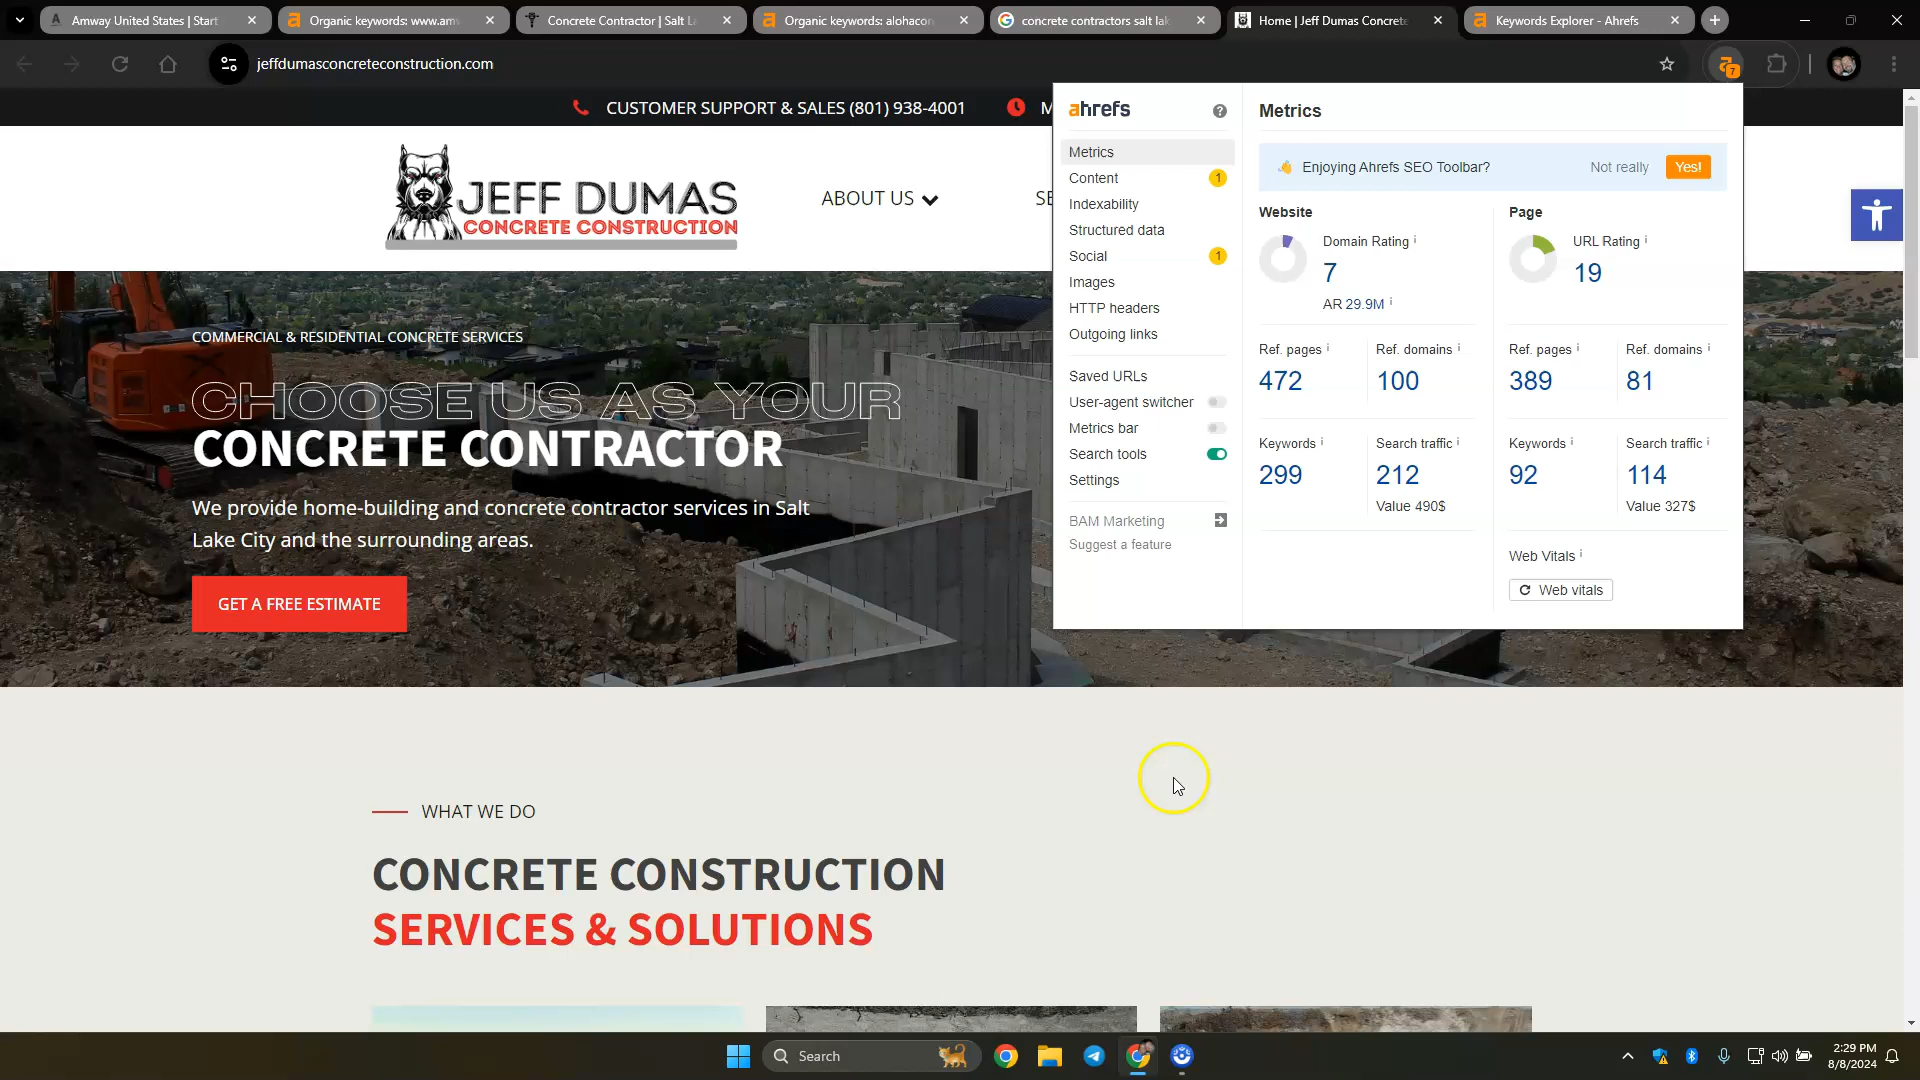 Amway United States | Start
Organic keywords: www.am
Concrete Contractor | Salt L
Organic keywords: alohacon
concrete contractors salt lak
Home | Jeff Dumas Concrete
Keywords Explorer - Ahrefs
jeffdumasconcreteconstruction.com
7
CUSTOMER SUPPORT & SALES (801) 938-4001
M
JEFF DUMAS
CONCRETE CONSTRUCTION
ABOUT US
SE
COMMERCIAL & RESIDENTIAL CONCRETE SERVICES
CHOOSE US AS YOUR
CONCRETE CONTRACTOR
We provide home-building and concrete contractor services in Salt
Lake City and the surrounding areas.
GET A FREE ESTIMATE
ahrefs
Metrics
Content 1
Indexability
Structured data
Social 1
Images
HTTP headers
Outgoing links
Saved URLs
User-agent switcher
Metrics bar
Search tools
Settings
BAM Marketing
Suggest a feature
Metrics
Enjoying Ahrefs SEO Toolbar? Not really Yes!
Website
Domain Rating
7
AR 29.9M
Ref. pages Ref. domains
472 100
Keywords Search traffic
299 212
Value 490$
Page
URL Rating
19
Ref. pages Ref. domains
389 81
Keywords Search traffic
92 114
Value 327$
Web Vitals
Web vitals
WHAT WE DO
CONCRETE CONSTRUCTION
SERVICES & SOLUTIONS
Search
2:29 PM
8/8/2024